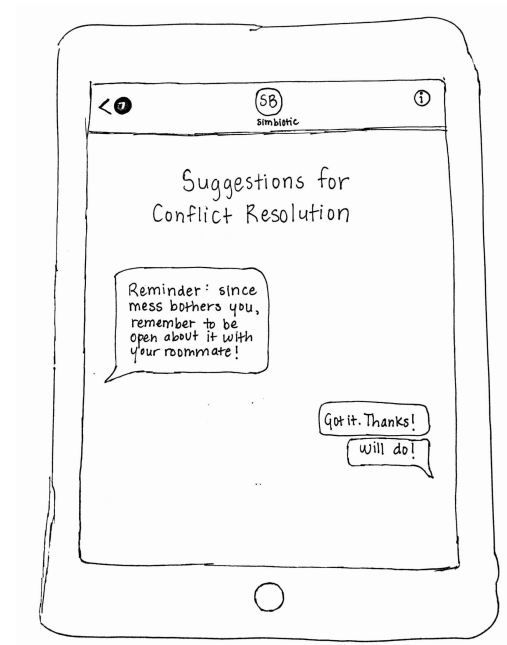 SB
simbiotic
i
Suggestions for
Conflict Resolution
Reminder: since
mess bothers you,
remember to be
open about it with
your roommate!
Got it. Thanks!
will do!